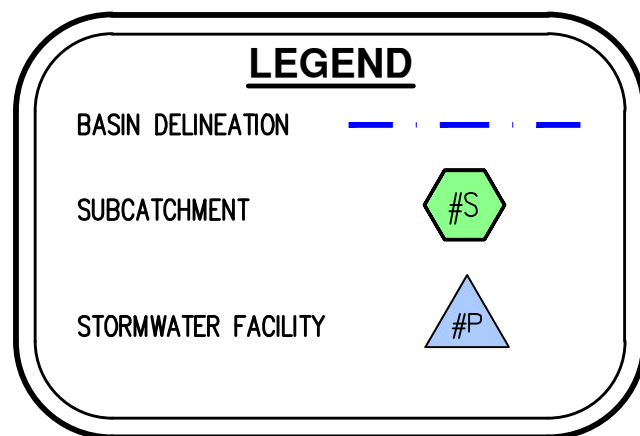 LEGEND
BASIN DELINEATION
SUBCATCHMENT #S
STORMWATER FACILITY #P